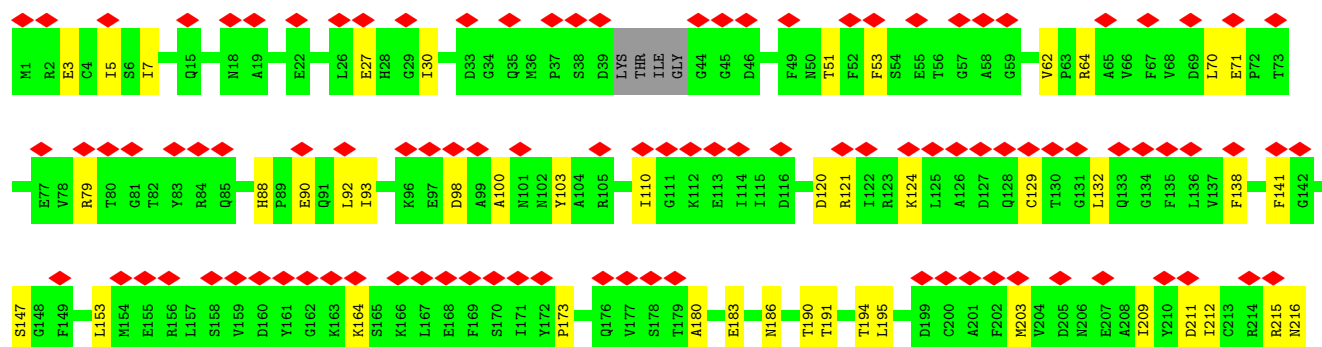 M1 R2 E3 C4 I5 S6 I7 Q15 N18 A19 E22 L26 E27 H28 G29 I30 D33 G34 Q35 M36 P37 S38 D39 LYS THR ILE GLY G44 G45 D46 F49 N50 T51 F52 F53 S54 E55 T56 G57 A58 G59 V62 P63 R64 A65 V66 F67 V68 D69 L70 E71 P72 T73
E77 V78 R79 T80 G81 T82 Y83 R84 Q85 H88 P89 E90 Q91 L92 I93 K96 E97 D98 A99 A100 N101 N102 Y103 A104 R105 I110 G111 K112 E113 I114 I115 D116 D120 R121 I122 R123 K124 L125 A126 D127 Q128 C129 T130 G131 L132 Q133 G134 F135 L136 V137 F138 F141 G142
S147 G148 F149 L153 M154 E155 R156 L157 S158 V159 D160 Y161 G162 K163 K164 S165 K166 L167 E168 F169 S170 I171 Y172 P173 Q176 V177 S178 T179 A180 E183 N186 T190 T191 T194 L195 D199 C200 A201 F202 M203 V204 D205 N206 E207 A208 I209 Y210 D211 I212 C213 R214 R215 N216